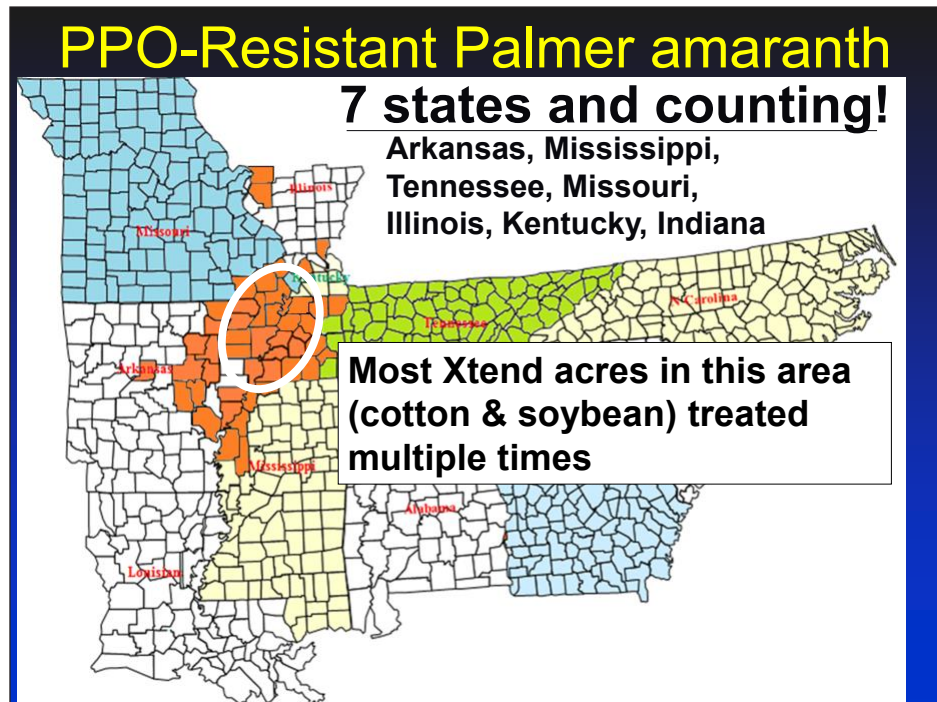 PPO-Resistant Palmer amaranth
7 states and counting!
Arkansas, Mississippi,
Tennessee, Missouri,
Illinois, Kentucky, Indiana
Illinois
Missouri
Kentucky
N Carolina
Tennessee
Arkansas
Most Xtend acres in this area
(cotton & soybean) treated
multiple times
Mississippi
Alabama
Louisian